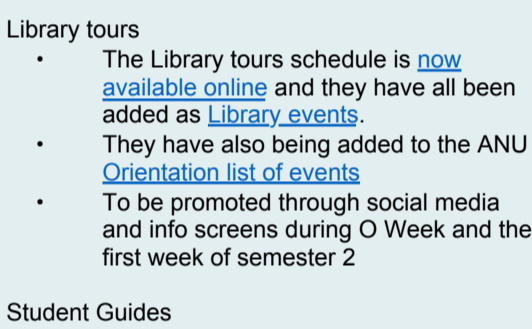 Library tours
• The Library tours schedule is now
available online and they have all been
added as Library events.
• They have also being added to the ANU
Orientation list of events
• To be promoted through social media
and info screens during O Week and the
first week of semester 2
Student Guides